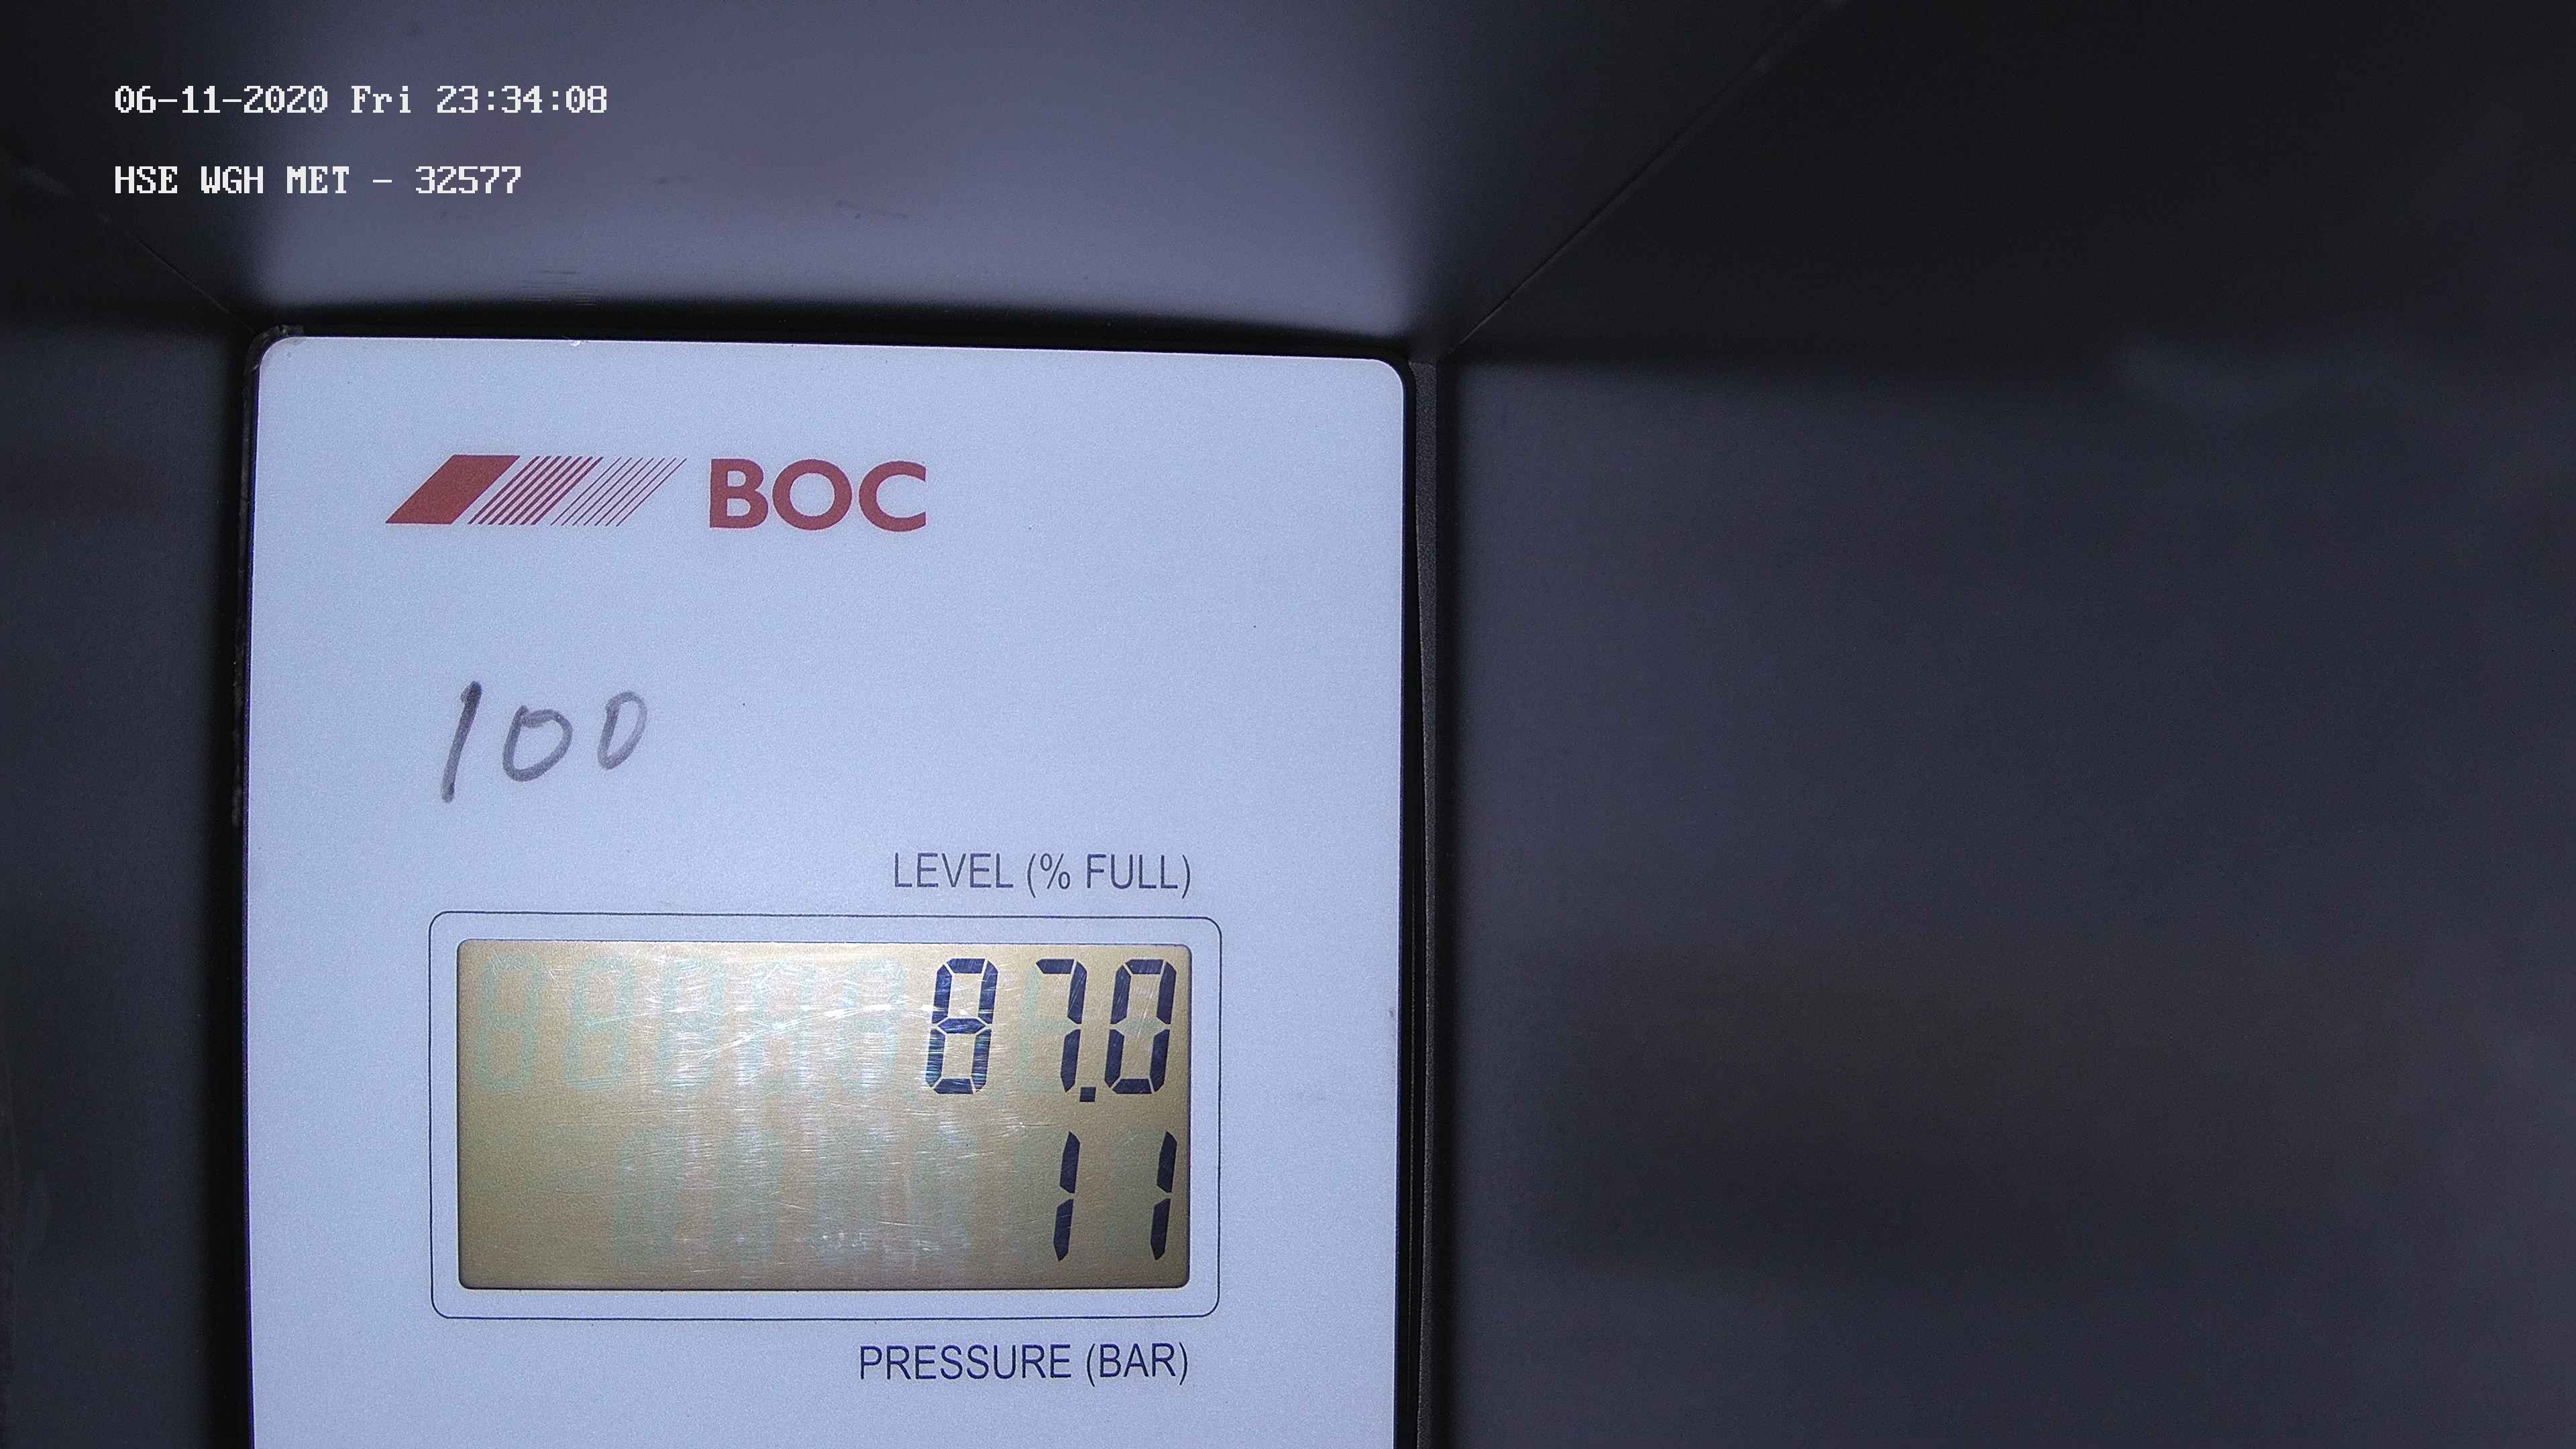 06-11-2020 Fri 23:34:08
HSE WGH MET - 32577
BOC
100
LEVEL (% FULL)
87.0
11
PRESSURE (BAR)